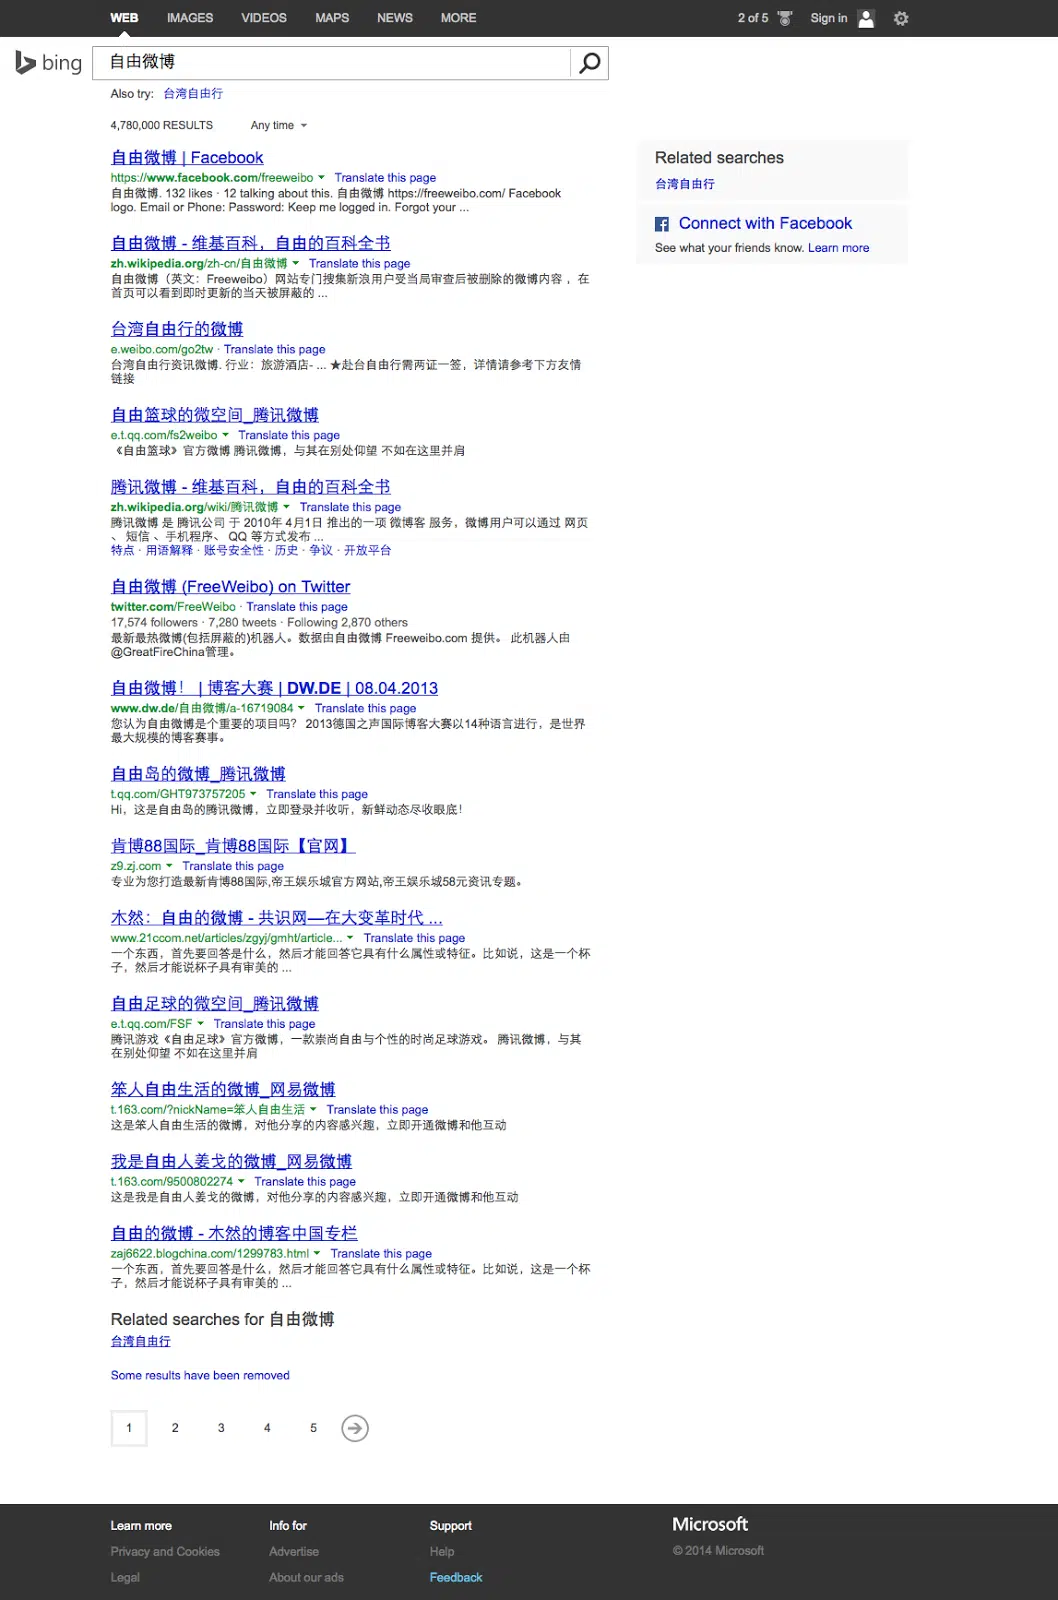 WEB IMAGES VIDEOS MAPS NEWS MORE 2 of 5 Sign in
bing 自由微博
Also try: 台湾自由行
4,780,000 RESULTS Any time
自由微博 | Facebook
https://www.facebook.com/freeweibo Translate this page
自由微博. 132 likes · 12 talking about this. 自由微博 https://freeweibo.com/ Facebook
logo. Email or Phone: Password: Keep me logged in. Forgot your ...
自由微博 - 维基百科，自由的百科全书
zh.wikipedia.org/zh-cn/自由微博 Translate this page
自由微博（英文：Freeweibo）网站专门搜集新浪用户受当局审查后被删除的微博内容 ，在
首页可以看到即时更新的当天被屏蔽的 ...
台湾自由行的微博
e.weibo.com/go2tw · Translate this page
台湾自由行资讯微博. 行业：旅游酒店- ... ★赴台自由行需两证一签，详情请参考下方友情
链接
自由篮球的微空间_腾讯微博
e.t.qq.com/fs2weibo Translate this page
《自由篮球》官方微博 腾讯微博，与其在别处仰望 不如在这里并肩
腾讯微博 - 维基百科，自由的百科全书
zh.wikipedia.org/wiki/腾讯微博 Translate this page
腾讯微博 是 腾讯公司 于 2010年 4月1日 推出的一项 微博客 服务，微博用户可以通过 网页
、 短信 、手机程序、 QQ 等方式发布 ...
特点 · 用语解释 · 账号安全性 · 历史 · 争议 · 开放平台
自由微博 (FreeWeibo) on Twitter
twitter.com/FreeWeibo · Translate this page
17,574 followers · 7,280 tweets · Following 2,870 others
最新最热微博(包括屏蔽的)机器人。数据由自由微博 Freeweibo.com 提供。 此机器人由
@GreatFireChina管理。
自由微博！ | 博客大赛 | DW.DE | 08.04.2013
www.dw.de/自由微博/a-16719084 Translate this page
您认为自由微博是个重要的项目吗？ 2013德国之声国际博客大赛以14种语言进行，是世界
最大规模的博客赛事。
自由岛的微博_腾讯微博
t.qq.com/GHT973757205 Translate this page
Hi，这是自由岛的腾讯微博，立即登录并收听，新鲜动态尽收眼底！
肯博88国际_肯博88国际【官网】
z9.zj.com Translate this page
专业为您打造最新肯博88国际,帝王娱乐城官方网站,帝王娱乐城58元资讯专题。
木然：自由的微博 - 共识网—在大变革时代 ...
www.21ccom.net/articles/zgyj/gmht/article... Translate this page
一个东西，首先要回答是什么，然后才能回答它具有什么属性或特征。比如说，这是一个杯
子，然后才能说杯子具有审美的 ...
自由足球的微空间_腾讯微博
e.t.qq.com/FSF Translate this page
腾讯游戏《自由足球》官方微博，一款崇尚自由与个性的时尚足球游戏。 腾讯微博，与其
在别处仰望 不如在这里并肩
笨人自由生活的微博_网易微博
t.163.com/?nickName=笨人自由生活 Translate this page
这是笨人自由生活的微博，对他分享的内容感兴趣，立即开通微博和他互动
我是自由人姜戈的微博_网易微博
t.163.com/9500802274 Translate this page
这是我是自由人姜戈的微博，对他分享的内容感兴趣，立即开通微博和他互动
自由的微博 - 木然的博客中国专栏
zaj6622.blogchina.com/1299783.html Translate this page
一个东西，首先要回答是什么，然后才能回答它具有什么属性或特征。比如说，这是一个杯
子，然后才能说杯子具有审美的 ...
Related searches for 自由微博
台湾自由行
Some results have been removed
1 2 3 4 5
Related searches
台湾自由行
Connect with Facebook
See what your friends know. Learn more
Learn more Info for Support Microsoft
Privacy and Cookies Advertise Help © 2014 Microsoft
Legal About our ads Feedback